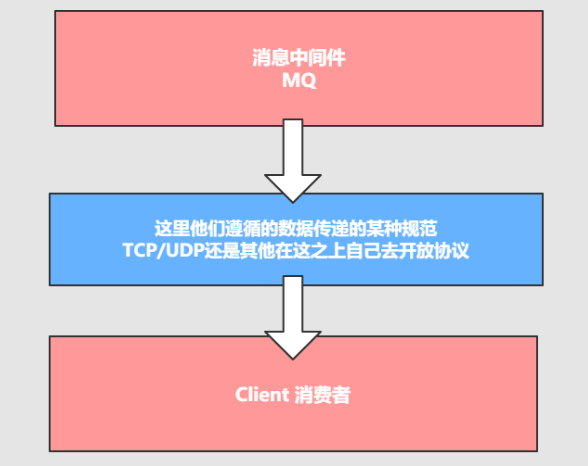 消息中间件
MQ
这里他们遵循的数据传递的某种规范
TCP/UDP还是其他在这之上自己去开放协议
Client 消费者